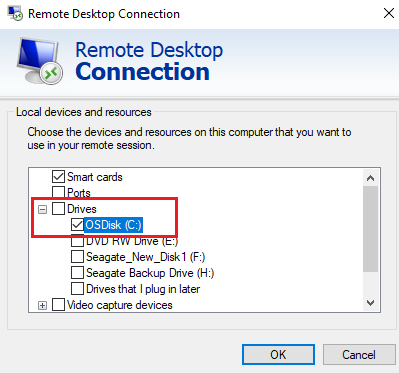 Remote Desktop Connection
Remote Desktop
Connection
Local devices and resources
Choose the devices and resources on this computer that you want to
use in your remote session.
Smart cards
Ports
Drives
OSDisk (C:)
DVD RW Drive (E:)
Seagate_New_Disk1 (F:)
Seagate Backup Drive (H:)
Drives that I plug in later
Video capture devices
OK
Cancel